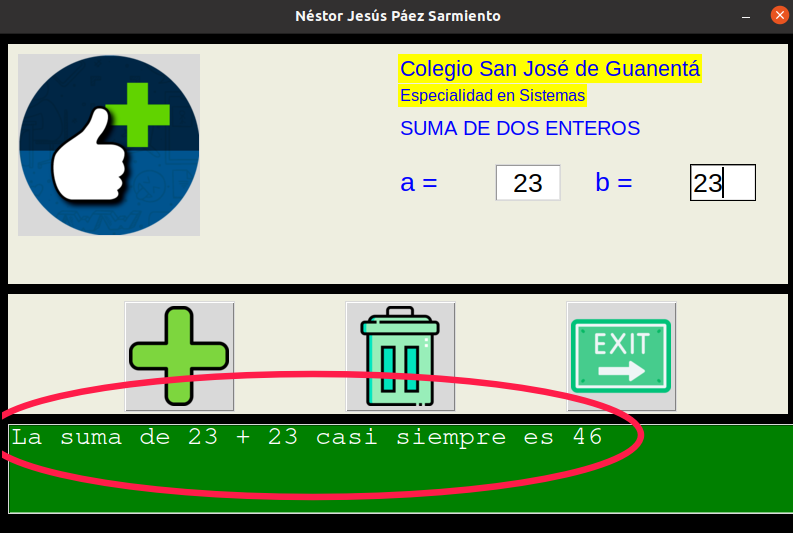 Néstor Jesús Páez Sarmiento
Colegio San José de Guanentá
Especialidad en Sistemas
SUMA DE DOS ENTEROS
a = 23 b = 23
EXIT
La suma de 23 + 23 casi siempre es 46